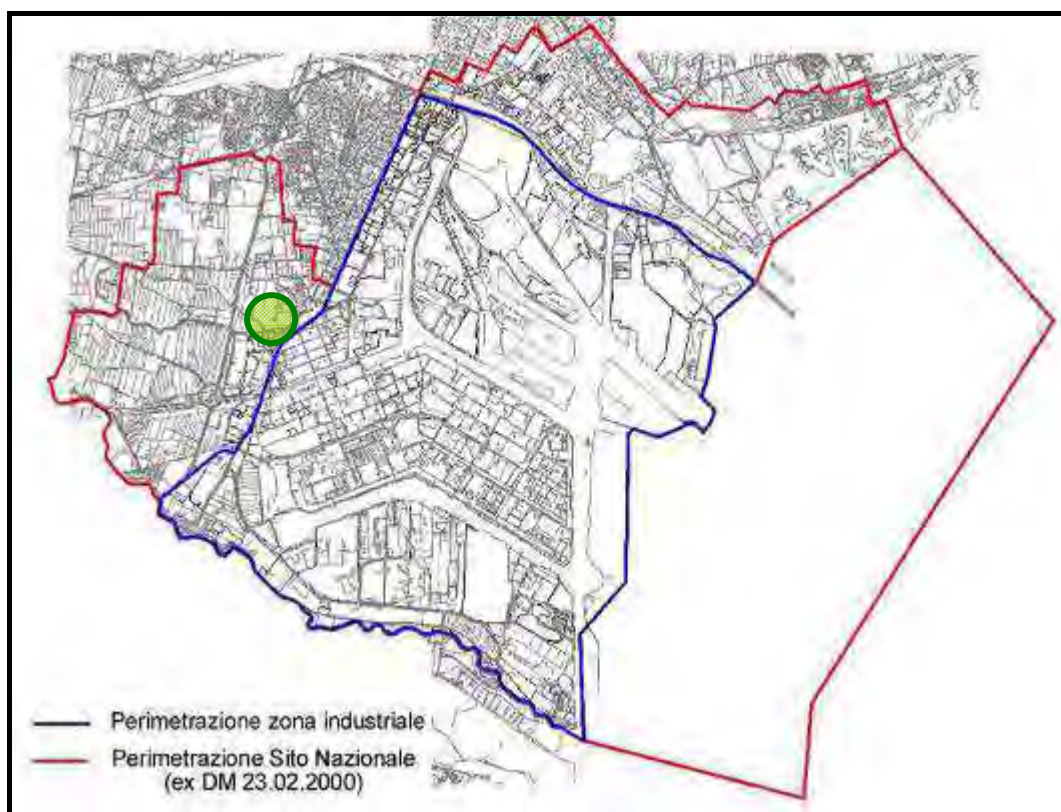 Perimetrazione zona industriale
Perimetrazione Sito Nazionale
(ex DM 23.02.2000)